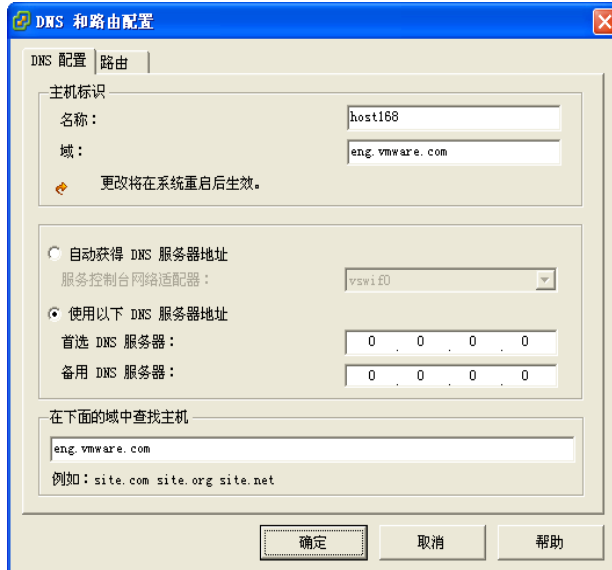 DNS 和路由配置
DNS 配置 路由
主机标识
名称： host168
域： eng.vmware.com
更改将在系统重启后生效。
自动获得 DNS 服务器地址
服务控制台网络适配器： vswif0
使用以下 DNS 服务器地址
首选 DNS 服务器： 0 . 0 . 0 . 0
备用 DNS 服务器： 0 . 0 . 0 . 0
在下面的域中查找主机
eng.vmware.com
例如：site.com site.org site.net
确定 取消 帮助